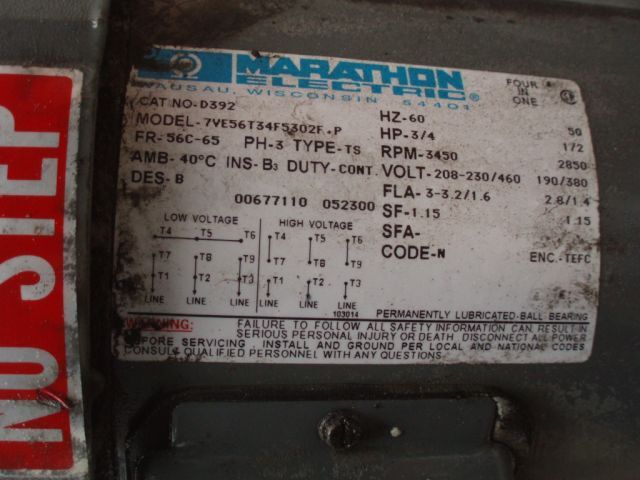 NO STEP
MARATHON
ELECTRIC®
WAUSAU, WISCONSIN 54401
FOUR IN ONE
CAT NO-D392
MODEL-7VE56T34F5302F P
FR-56C-65 PH-3 TYPE-TS
AMB-40°C INS-B3 DUTY-CONT.
DES-B
00677110 052300
HZ-60 50
HP-3/4 1/2
RPM-3450 2850
VOLT-208-230/460 190/380
FLA-3-3.2/1.6 2.8/1.4
SF-1.15 1.15
SFA-
CODE-N ENC.-TEFC
LOW VOLTAGE
T4 T5 T6
T7 T8 T9
T1 T2 T3
LINE LINE LINE
HIGH VOLTAGE
T4 T5 T6
T7 T8 T9
T1 T2 T3
LINE LINE LINE
103014
PERMANENTLY LUBRICATED-BALL BEARING
WARNING: FAILURE TO FOLLOW ALL SAFETY INFORMATION CAN RESULT IN
SERIOUS PERSONAL INJURY OR DEATH DISCONNECT ALL POWER
BEFORE SERVICING. INSTALL AND GROUND PER LOCAL AND NATIONAL CODES
CONSULT QUALIFIED PERSONNEL WITH ANY QUESTIONS